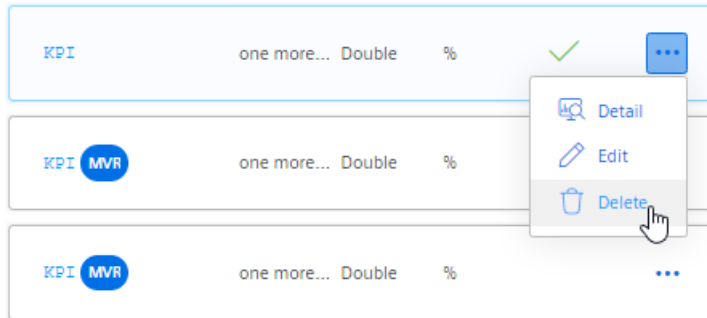 KPI one more... Double %
Detail
Edit
KPI MVR one more... Double %
Delete
KPI MVR one more... Double %